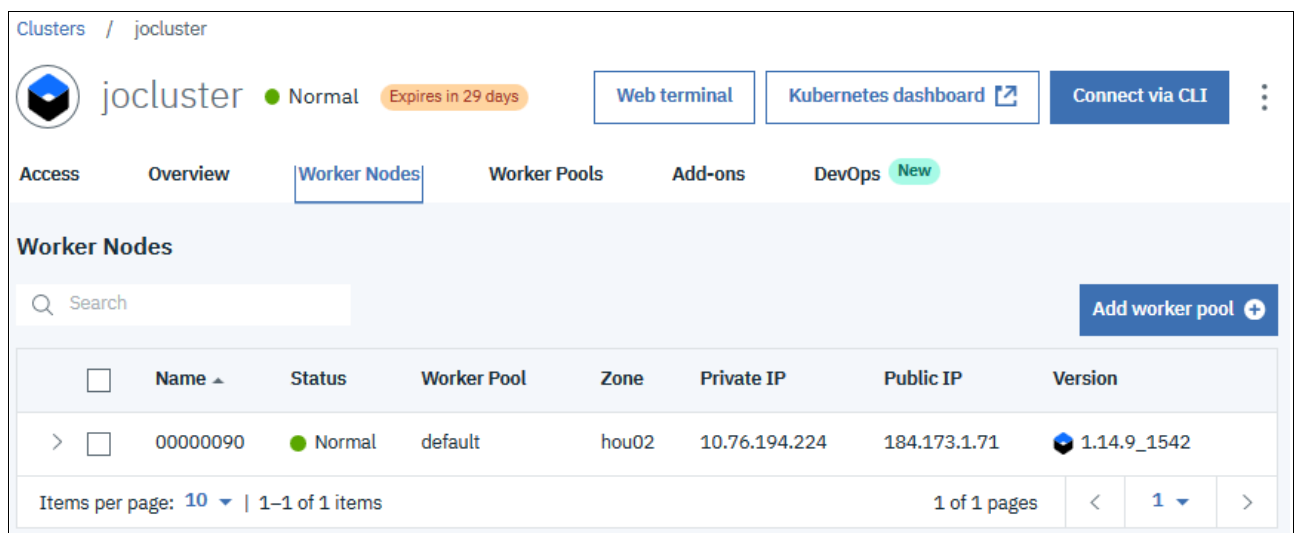 Clusters / jocluster
jocluster Normal Expires in 29 days Web terminal Kubernetes dashboard Connect via CLI
Access Overview Worker Nodes Worker Pools Add-ons DevOps New
Worker Nodes
Search
Add worker pool
Name Status Worker Pool Zone Private IP Public IP Version
00000090 Normal default hou02 10.76.194.224 184.173.1.71 1.14.9_1542
Items per page: 10 | 1–1 of 1 items 1 of 1 pages 1